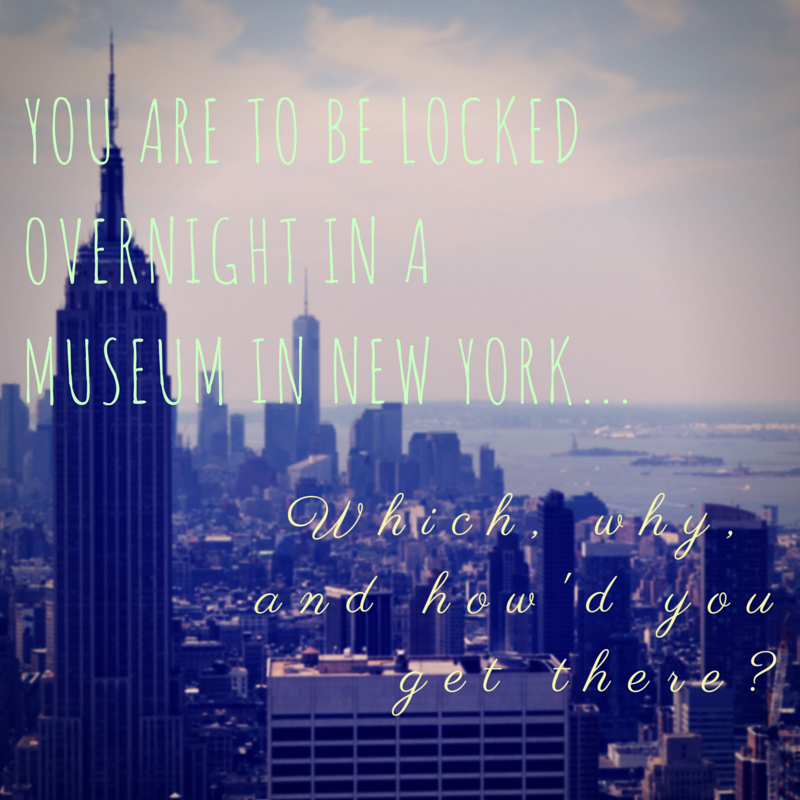 YOU ARE TO BE LOCKED
OVERNIGHT IN A
MUSEUM IN NEW YORK...
Which, why,
and how'd you
get there?